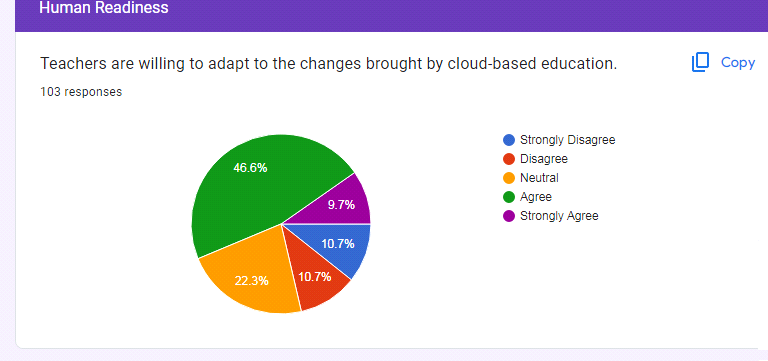 Human Readiness
Teachers are willing to adapt to the changes brought by cloud-based education.
Copy
103 responses
46.6%
9.7%
10.7%
10.7%
22.3%
Strongly Disagree
Disagree
Neutral
Agree
Strongly Agree